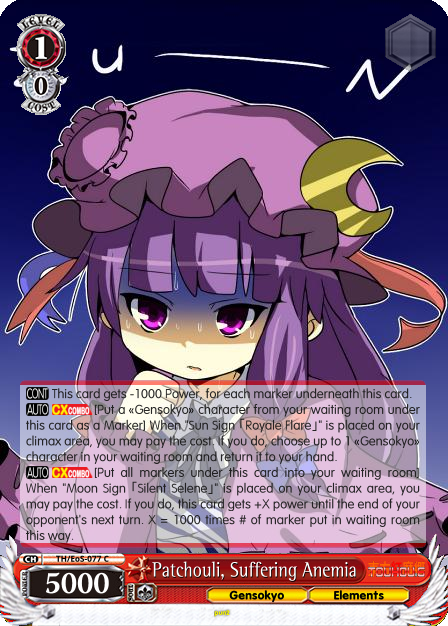 LEVEL
1
0
COST
U — N
CONT This card gets -1000 Power, for each marker underneath this card.
AUTO CXCOMBO [Put a «Gensokyo» character from your waiting room under
this card as a Marker] When "Sun Sign「Royale Flare」" is placed on your
climax area, you may pay the cost. If you do, choose up to 1 «Gensokyo»
character in your waiting room and return it to your hand.
AUTO CXCOMBO [Put all markers under this card into your waiting room]
When "Moon Sign「Silent Selene」" is placed on your climax area, you
may pay the cost. If you do, this card gets +X power until the end of your
opponent's next turn. X = 1000 times # of marker put in waiting room
this way.
CH TH/EoS-077 C
POWER 5000 SOUL
Patchouli, Suffering Anemia
Gensokyo Elements